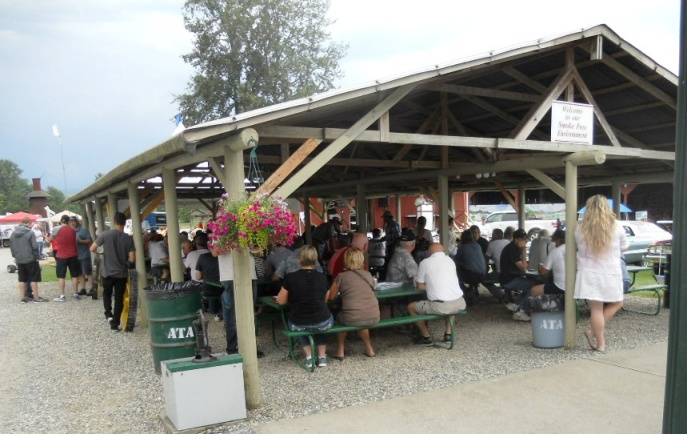 Welcome
to our
Smoke Free
Environment
ATA
ATA